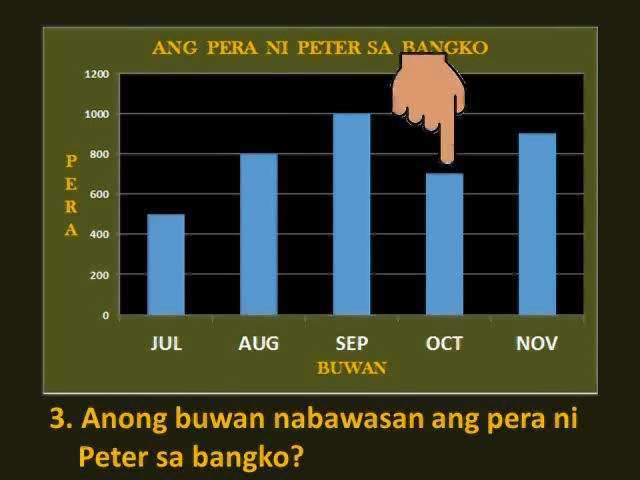 ANG PERA NI PETER SA BANGKO
1200
1000
800
600
400
200
0
PERA
JUL AUG SEP OCT NOV
BUWAN
3. Anong buwan nabawasan ang pera ni
Peter sa bangko?